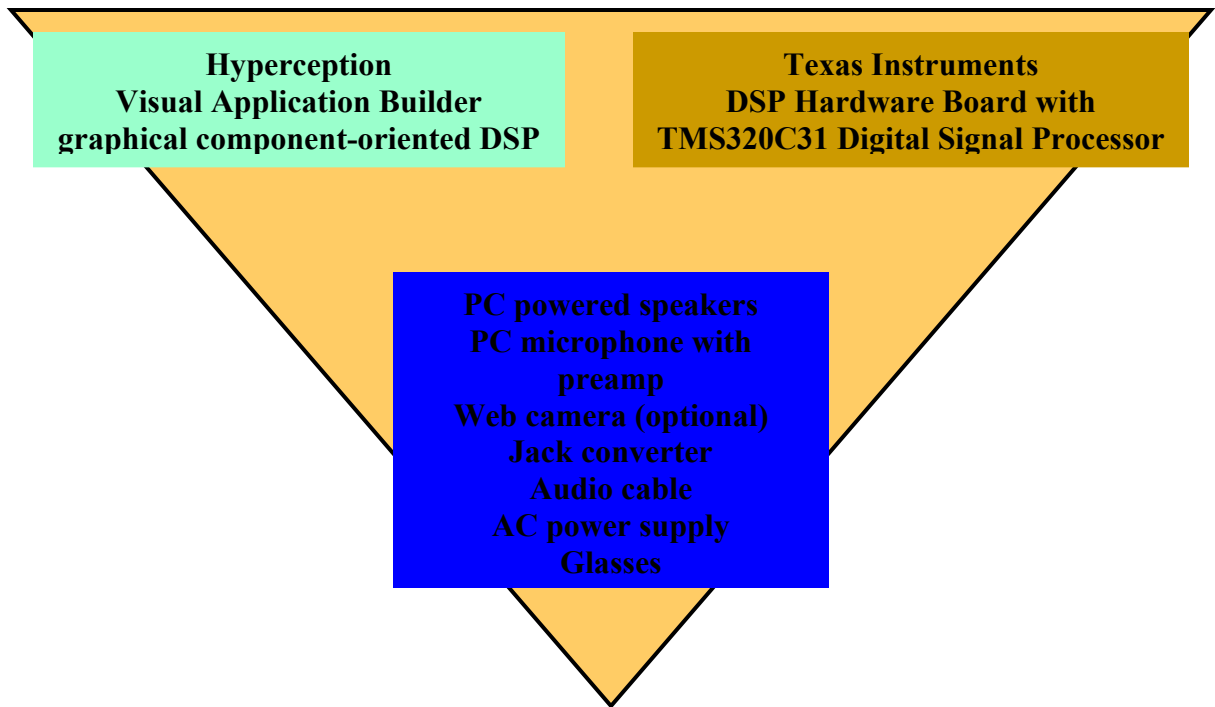 Hyperception
Visual Application Builder
graphical component-oriented DSP
Texas Instruments
DSP Hardware Board with
TMS320C31 Digital Signal Processor
PC powered speakers
PC microphone with
preamp
Web camera (optional)
Jack converter
Audio cable
AC power supply
Glasses